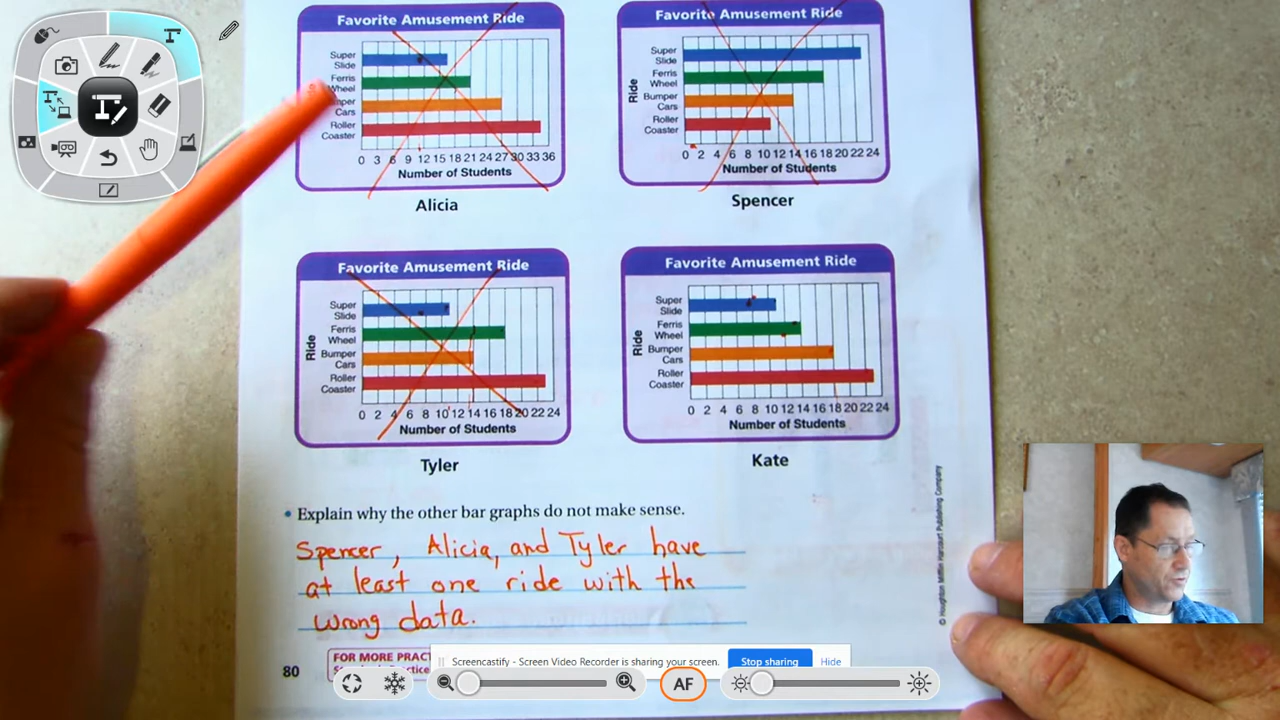 Favorite Amusement Ride
Super
Slide
Ferris
Wheel
Cars
Roller
Coaster
0 3 6 9 12 15 18 21 24 27 30 33 36
Number of Students
Alicia
Favorite Amusement Ride
Ride
Super
Slide
Ferris
Wheel
Bumper
Cars
Roller
Coaster
0 2 4 6 8 10 12 14 16 18 20 22 24
Number of Students
Spencer
Favorite Amusement Ride
Ride
Super
Slide
Ferris
Wheel
Bumper
Cars
Roller
Coaster
0 2 4 6 8 10 12 14 16 18 20 22 24
Number of Students
Tyler
Favorite Amusement Ride
Ride
Super
Slide
Ferris
Wheel
Bumper
Cars
Roller
Coaster
0 2 4 6 8 10 12 14 16 18 20 22 24
Number of Students
Kate
• Explain why the other bar graphs do not make sense.
Spencer, Alicia, and Tyler have
at least one ride with the
wrong data.
© Houghton Mifflin Harcourt Publishing Company
80
FOR MORE PRACT
Screencastify - Screen Video Recorder is sharing your screen.
Stop sharing
Hide
AF